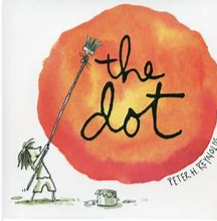 the
dot
PETER H. REYNOLDS